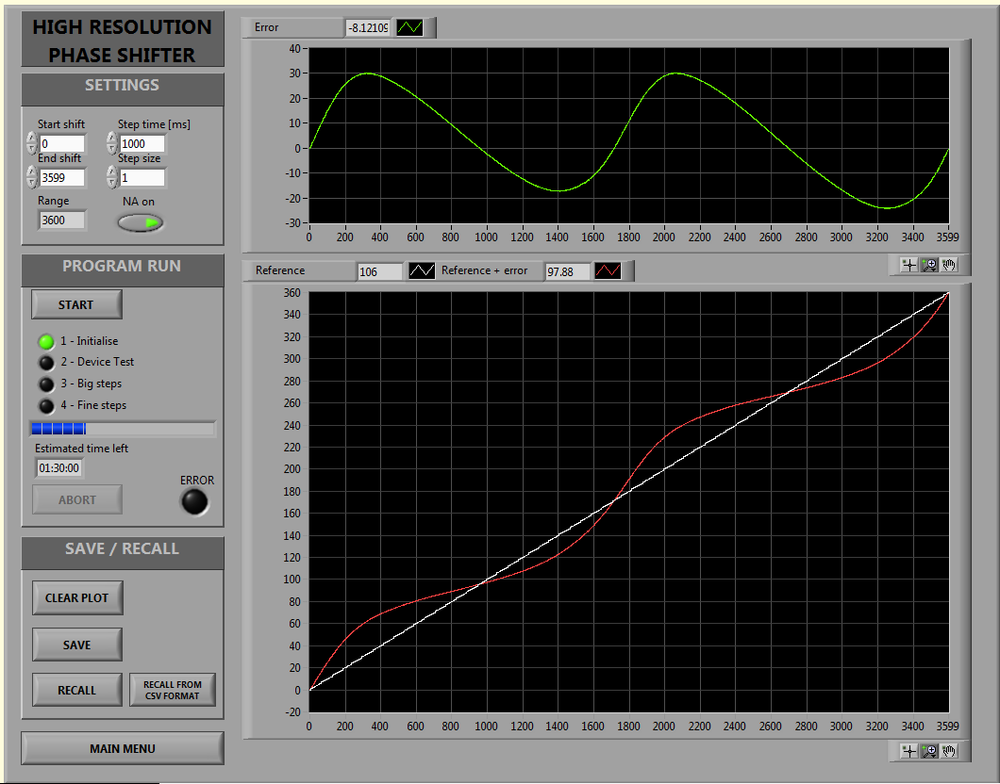 HIGH RESOLUTION
PHASE SHIFTER
SETTINGS
Start shift
Step time [ms]
0
1000
End shift
Step size
3599
1
Range
NA on
3600
PROGRAM RUN
START
1 - Initialise
2 - Device Test
3 - Big steps
4 - Fine steps
Estimated time left
01:30:00
ERROR
ABORT
SAVE / RECALL
CLEAR PLOT
SAVE
RECALL
RECALL FROM
CSV FORMAT
MAIN MENU
Error
-8.12109
40
30
20
10
0
-10
-20
-30
0 200 400 600 800 1000 1200 1400 1600 1800 2000 2200 2400 2600 2800 3000 3200 3400 3599
Reference
106
Reference + error
97.88
360
340
320
300
280
260
240
220
200
180
160
140
120
100
80
60
40
20
0
-20
0 200 400 600 800 1000 1200 1400 1600 1800 2000 2200 2400 2600 2800 3000 3200 3400 3599